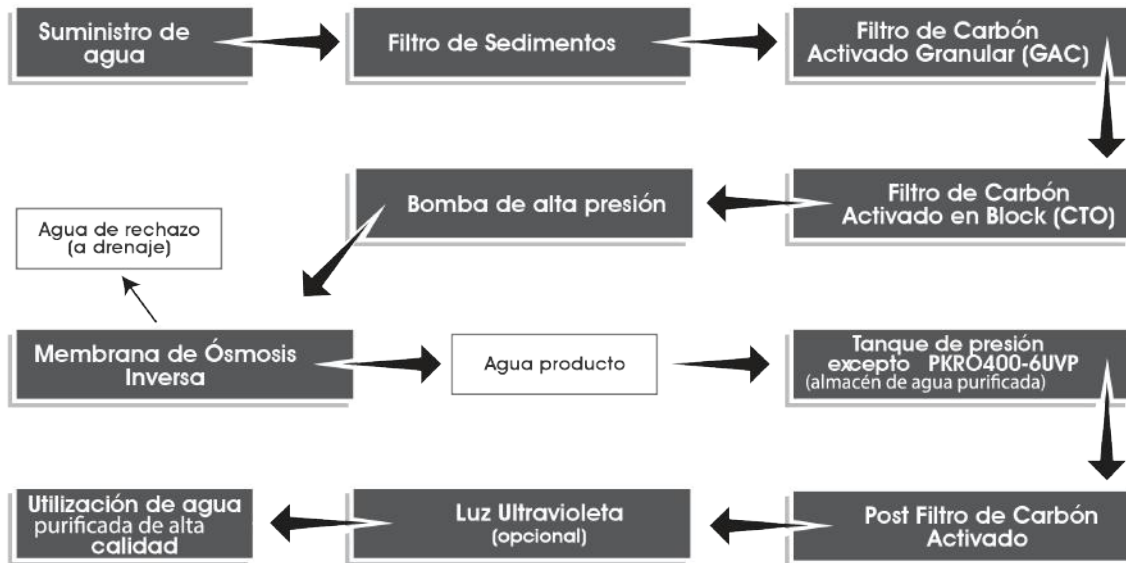 Suministro de
agua
Filtro de Sedimentos
Filtro de Carbón
Activado Granular (GAC)
Filtro de Carbón
Activado en Block (CTO)
Bomba de alta presión
Agua de rechazo
(a drenaje)
Membrana de Ósmosis
Inversa
Agua producto
Tanque de presión
excepto PKRO400-6UVP
(almacén de agua purificada)
Post Filtro de Carbón
Activado
Luz Ultravioleta
(opcional)
Utilización de agua
purificada de alta
calidad